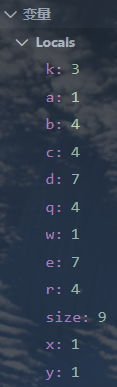 变量
Locals
k: 3
a: 1
b: 4
c: 4
d: 7
q: 4
w: 1
e: 7
r: 4
size: 9
x: 1
y: 1